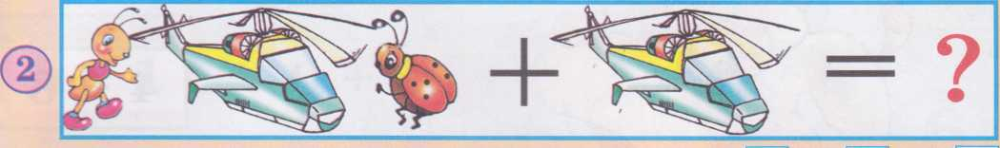 2 + = ?